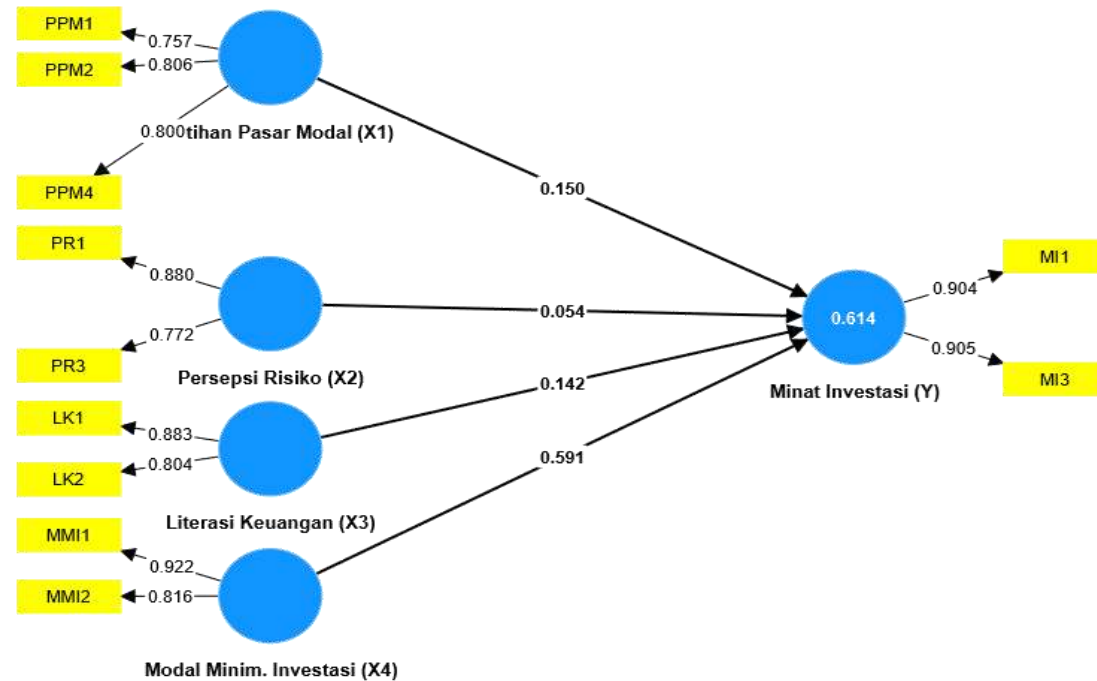 PPM1
0.757
PPM2
0.806
0.800
tihan Pasar Modal (X1)
PPM4
0.150
PR1
0.880
0.772
PR3
Persepsi Risiko (X2)
0.054
LK1
0.883
0.804
LK2
Literasi Keuangan (X3)
0.142
MMI1
0.922
0.816
MMI2
Modal Minim. Investasi (X4)
0.591
0.614
Minat Investasi (Y)
0.904
MI1
0.905
MI3